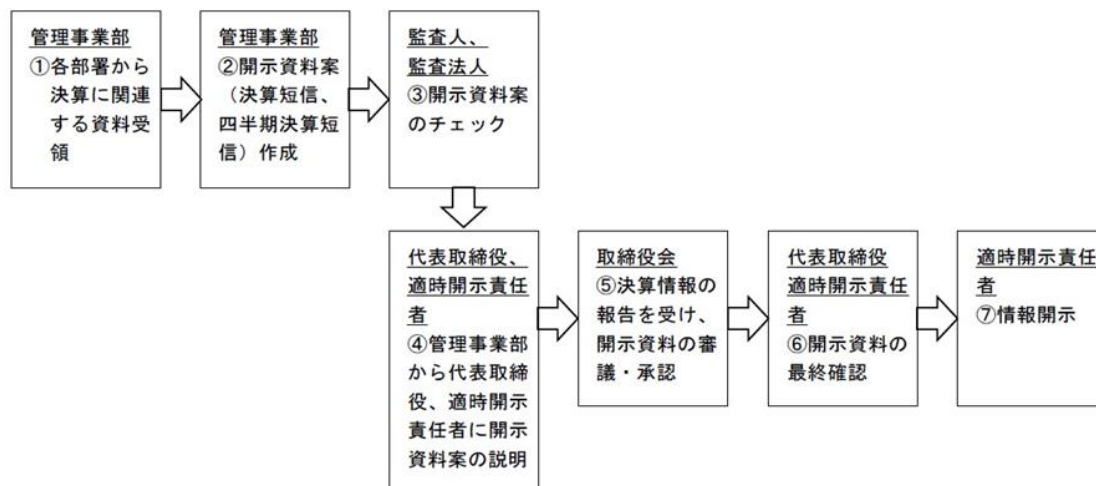 管理事業部
①各部署から
決算に関連
する資料受
領
管理事業部
②開示資料案
（決算短信、
四半期決算短
信）作成
監査人、
監査法人
③開示資料案
のチェック
代表取締役、
適時開示責任
者
④管理事業部
から代表取締
役、適時開示
責任者に開示
資料案の説明
取締役会
⑤決算情報の
報告を受け、
開示資料の審
議・承認
代表取締役
適時開示責任
者
⑥開示資料の
最終確認
適時開示責任
者
⑦情報開示